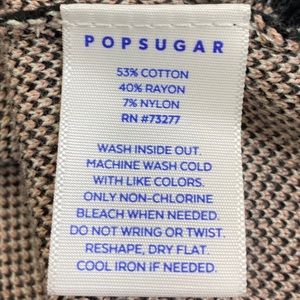 POPSUGAR
53% COTTON
40% RAYON
7% NYLON
RN #73277
WASH INSIDE OUT.
MACHINE WASH COLD
WITH LIKE COLORS.
ONLY NON-CHLORINE
BLEACH WHEN NEEDED.
DO NOT WRING OR TWIST.
RESHAPE, DRY FLAT.
COOL IRON IF NEEDED.